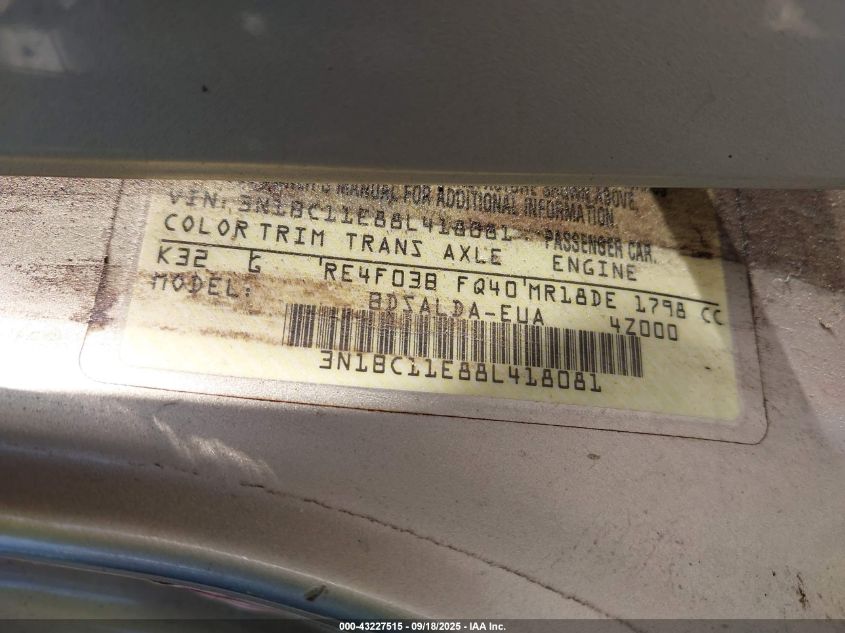 MANUAL FOR ADDITIONAL INFORMATION
ABOVE,
VIN: 3N1BC11E88L418081 PASSENGER CAR.
COLOR TRIM TRANS AXLE ENGINE
K32 G RE4F03B FQ40 MR18DE 1798 CC
MODEL: BDSALDA-EUA 4Z000
3N1BC11E88L418081
000-43227515 - 09/18/2025 - IAA Inc.